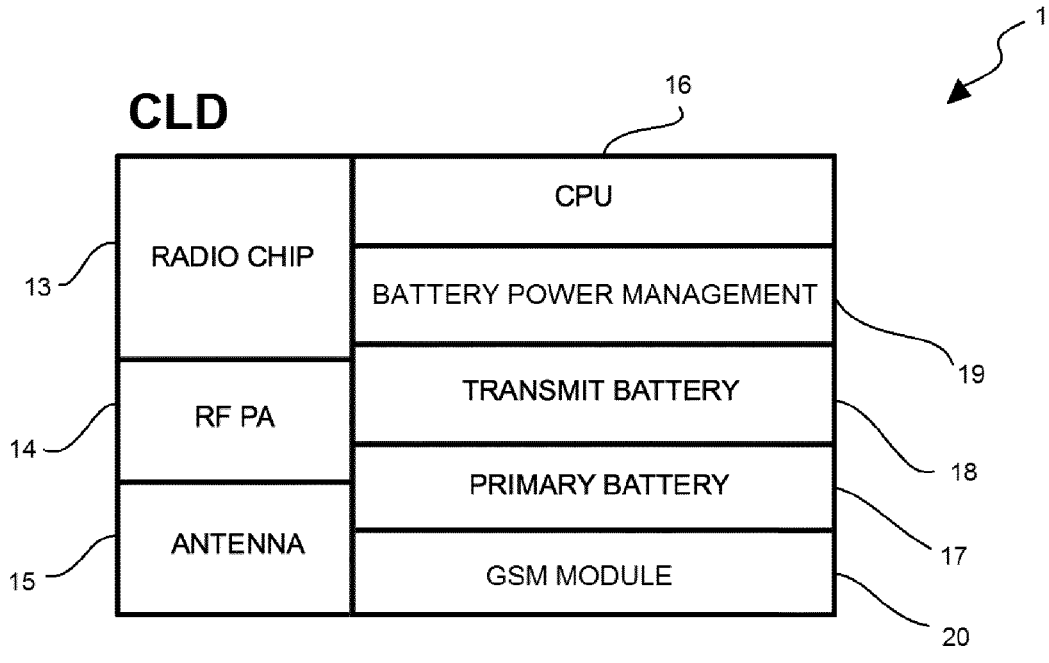 1
CLD
16
CPU
RADIO CHIP
13
BATTERY POWER MANAGEMENT
19
TRANSMIT BATTERY
RF PA
14
18
PRIMARY BATTERY
17
ANTENNA
15
GSM MODULE
20